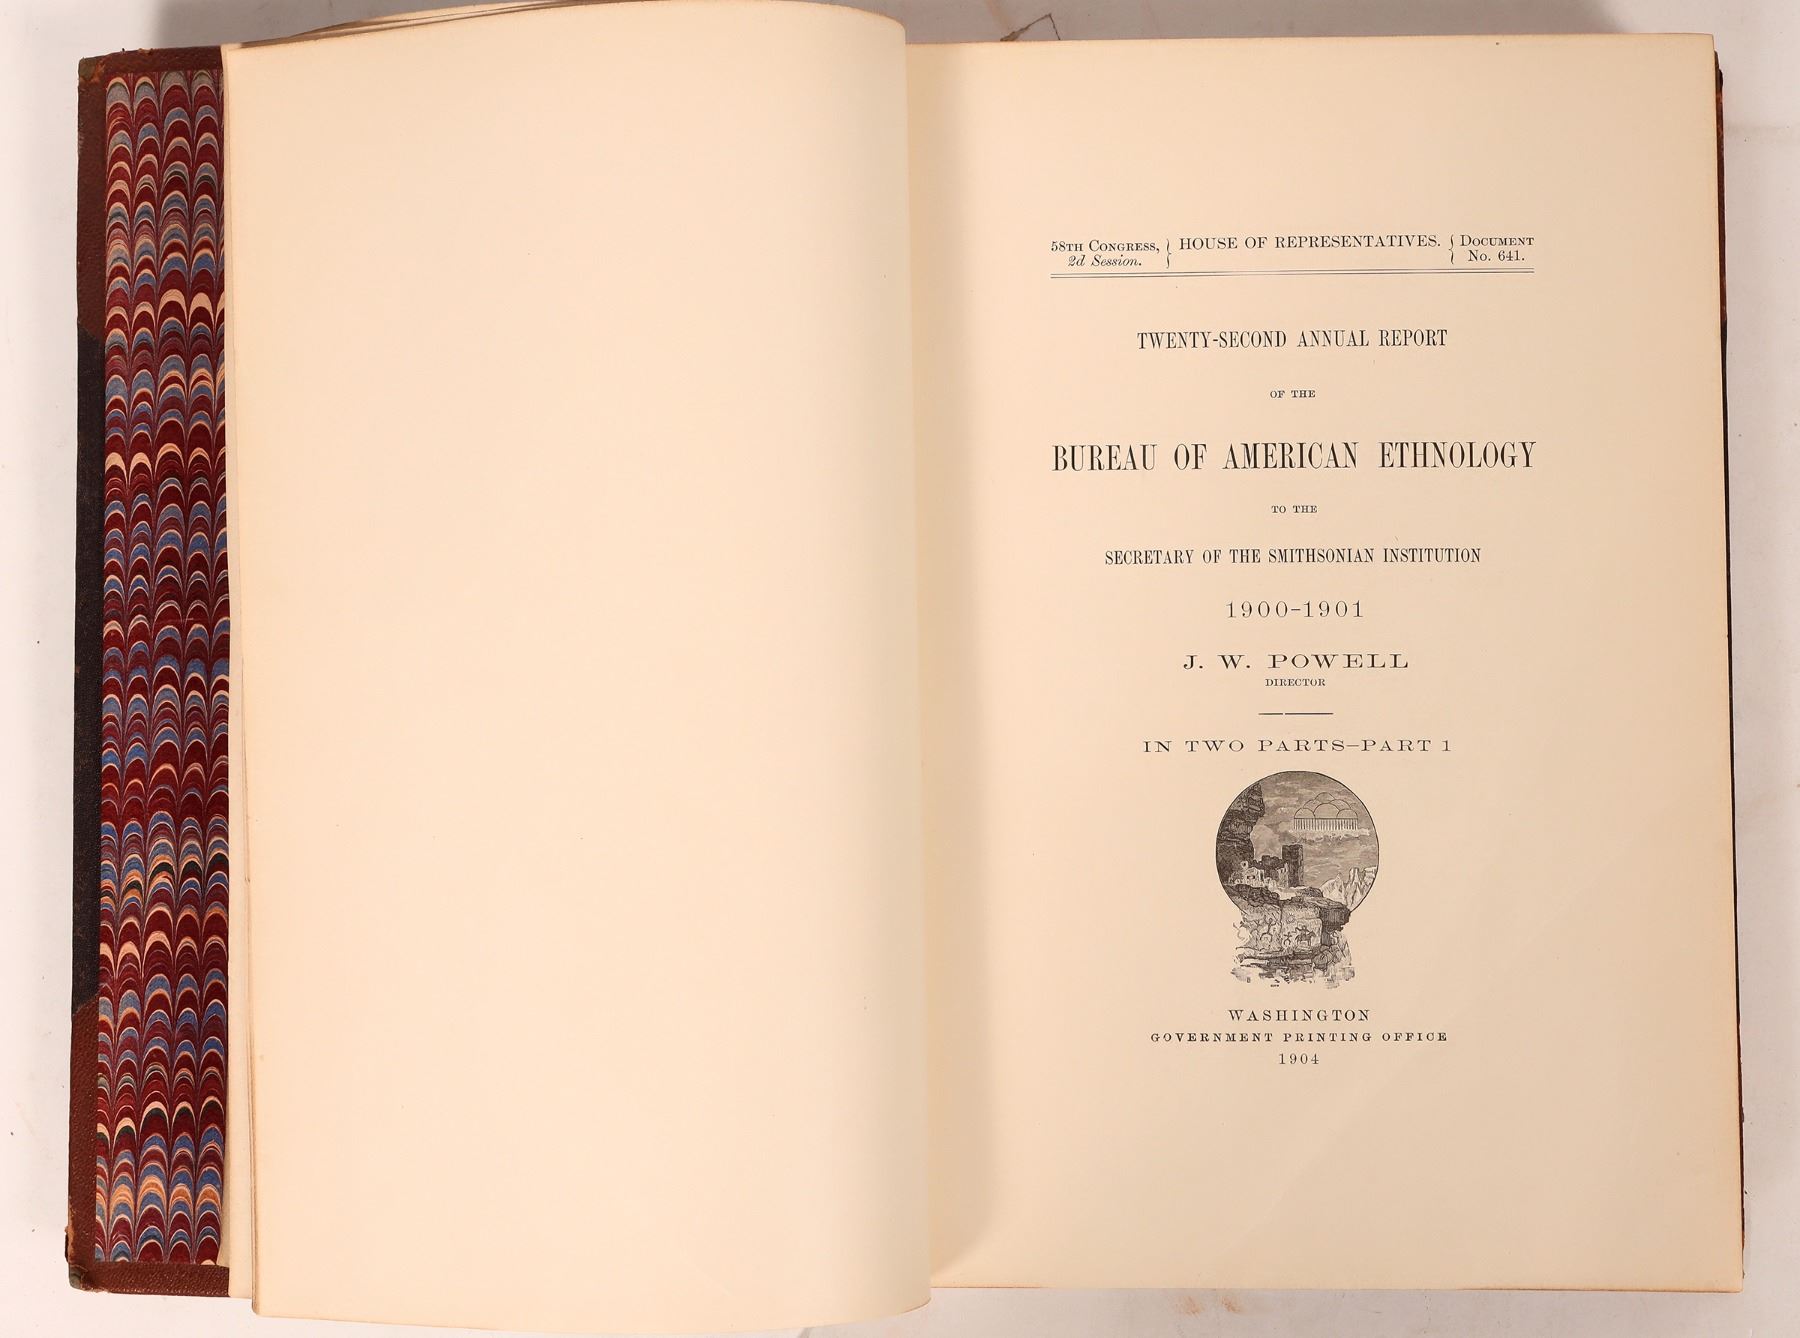 58TH CONGRESS, } HOUSE OF REPRESENTATIVES. { DOCUMENT
2d Session. } { No. 641.
TWENTY-SECOND ANNUAL REPORT
OF THE
BUREAU OF AMERICAN ETHNOLOGY
TO THE
SECRETARY OF THE SMITHSONIAN INSTITUTION
1900-1901
J. W. POWELL
DIRECTOR
IN TWO PARTS—PART 1
WASHINGTON
GOVERNMENT PRINTING OFFICE
1904